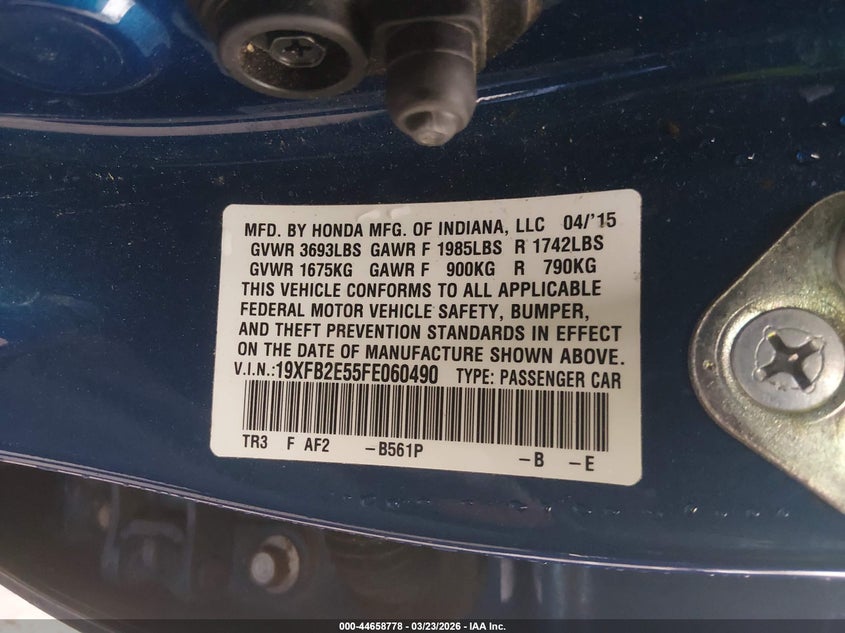 MFD. BY HONDA MFG. OF INDIANA, LLC 04/'15
GVWR 3693LBS GAWR F 1985LBS R 1742LBS
GVWR 1675KG GAWR F 900KG R 790KG
THIS VEHICLE CONFORMS TO ALL APPLICABLE
FEDERAL MOTOR VEHICLE SAFETY, BUMPER,
AND THEFT PREVENTION STANDARDS IN EFFECT
ON THE DATE OF MANUFACTURE SHOWN ABOVE.
V.I.N.:19XFB2E55FE060490 TYPE: PASSENGER CAR
TR3 F AF2 -B561P -B -E
000-44658778 — 03/23/2026 — IAA Inc.